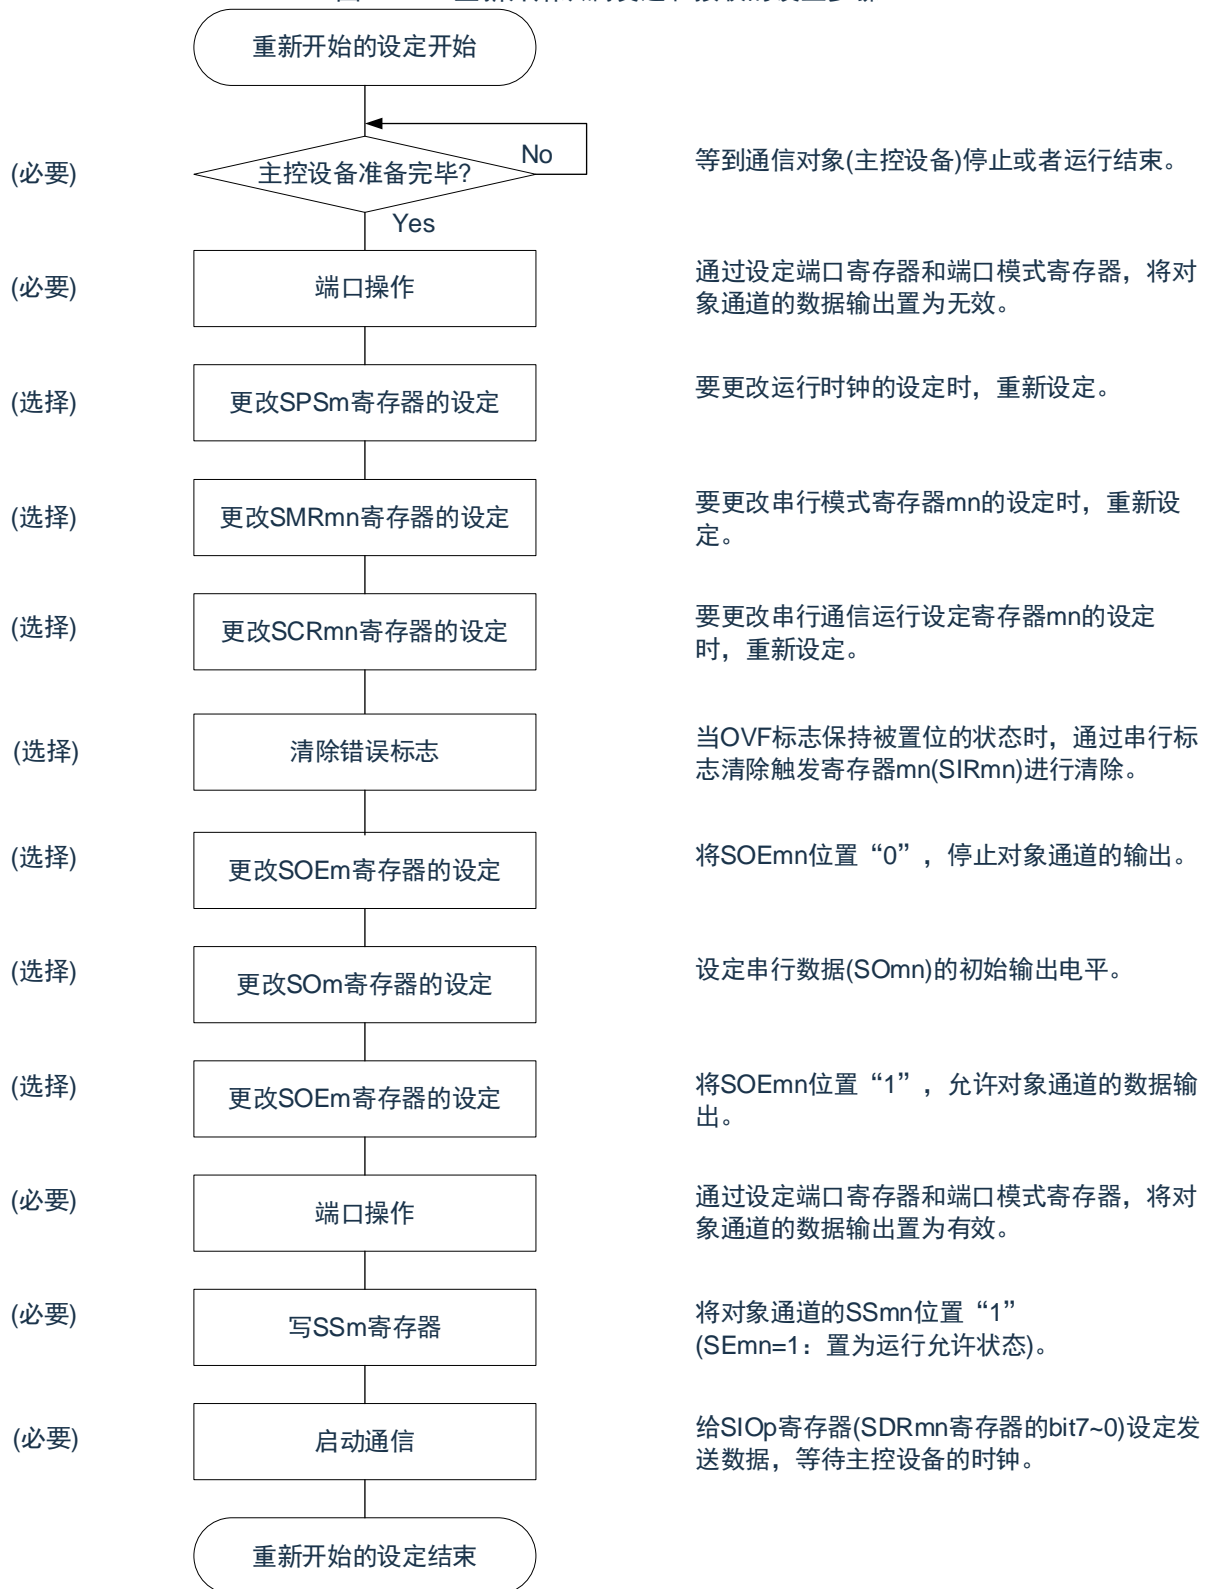 重新开始的设定开始
(必要)
主控设备准备完毕?
No
等到通信对象(主控设备)停止或者运行结束。
Yes
(必要)
端口操作
通过设定端口寄存器和端口模式寄存器，将对
象通道的数据输出置为无效。
(选择)
更改SPSm寄存器的设定
要更改运行时钟的设定时，重新设定。
(选择)
更改SMRmn寄存器的设定
要更改串行模式寄存器mn的设定时，重新设
定。
(选择)
更改SCRmn寄存器的设定
要更改串行通信运行设定寄存器mn的设定
时，重新设定。
(选择)
清除错误标志
当OVF标志保持被置位的状态时，通过串行标
志清除触发寄存器mn(SIRmn)进行清除。
(选择)
更改SOEm寄存器的设定
将SOEmn位置“0”，停止对象通道的输出。
(选择)
更改SOm寄存器的设定
设定串行数据(SOmn)的初始输出电平。
(选择)
更改SOEm寄存器的设定
将SOEmn位置“1”，允许对象通道的数据输
出。
(必要)
端口操作
通过设定端口寄存器和端口模式寄存器，将对
象通道的数据输出置为有效。
(必要)
写SSm寄存器
将对象通道的SSmn位置“1”
(SEmn=1：置为运行允许状态)。
(必要)
启动通信
给SIOp寄存器(SDRmn寄存器的bit7~0)设定发
送数据，等待主控设备的时钟。
重新开始的设定结束